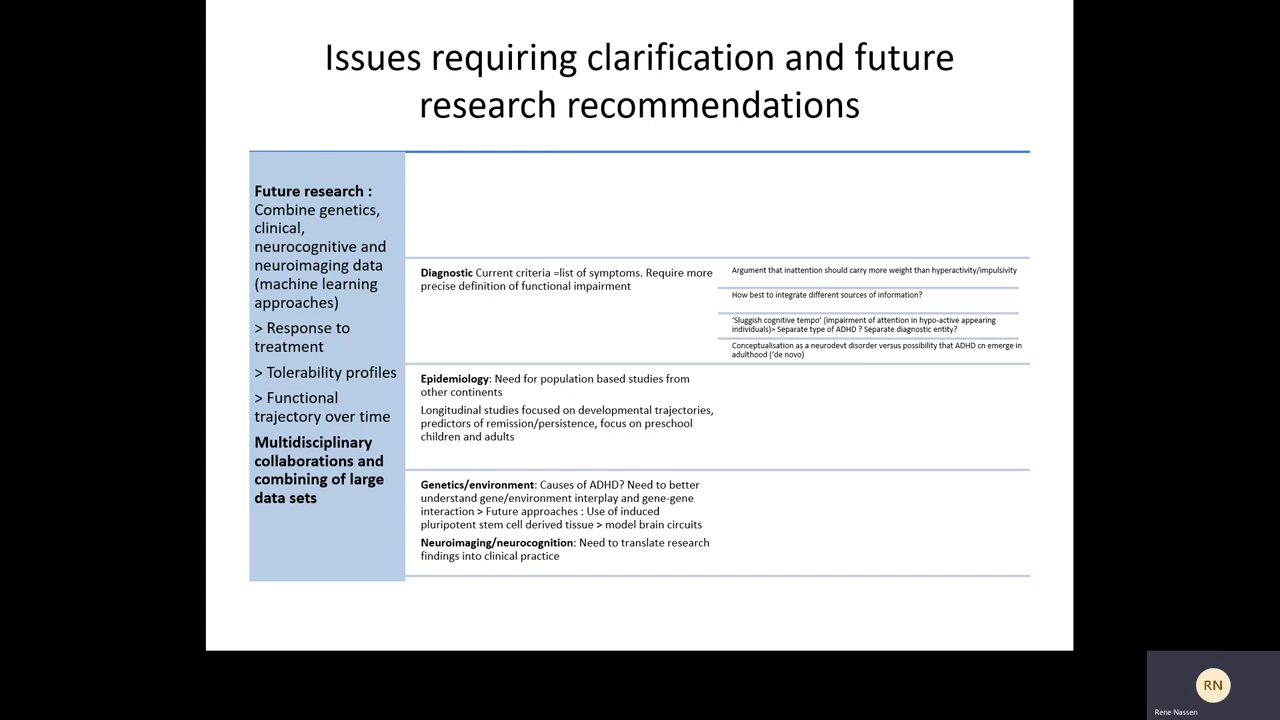 Issues requiring clarification and future
research recommendations
Future research :
Combine genetics,
clinical,
neurocognitive and
neuroimaging data
(machine learning
approaches)
> Response to
treatment
> Tolerability profiles
> Functional
trajectory over time
Multidisciplinary
collaborations and
combining of large
data sets
Diagnostic Current criteria =list of symptoms. Require more
precise definition of functional impairment
Argument that inattention should carry more weight than hyperactivity/impulsivity
How best to integrate different sources of information?
'Sluggish cognitive tempo' (impairment of attention in hypo-active appearing
individuals)> Separate type of ADHD ? Separate diagnostic entity?
Conceptualisation as a neurodevt disorder versus possibility that ADHD cn emerge in
adulthood ('de novo)
Epidemiology: Need for population based studies from
other continents
Longitudinal studies focused on developmental trajectories,
predictors of remission/persistence, focus on preschool
children and adults
Genetics/environment: Causes of ADHD? Need to better
understand gene/environment interplay and gene-gene
interaction > Future approaches : Use of induced
pluripotent stem cell derived tissue > model brain circuits
Neuroimaging/neurocognition: Need to translate research
findings into clinical practice
RN
Rene Nassen